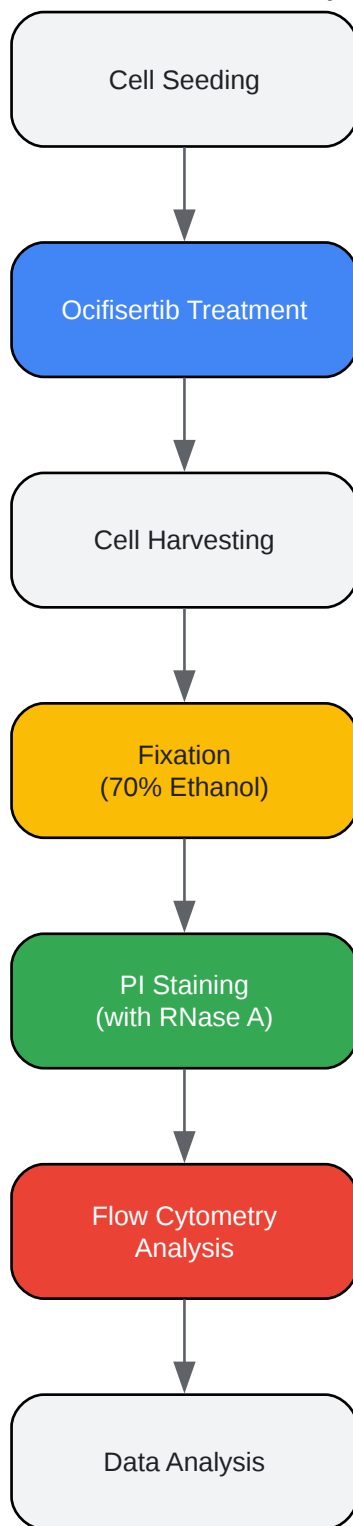 Cell Seeding
Ocifisertib Treatment
Cell Harvesting
Fixation
(70% Ethanol)
PI Staining
(with RNase A)
Flow Cytometry
Analysis
Data Analysis